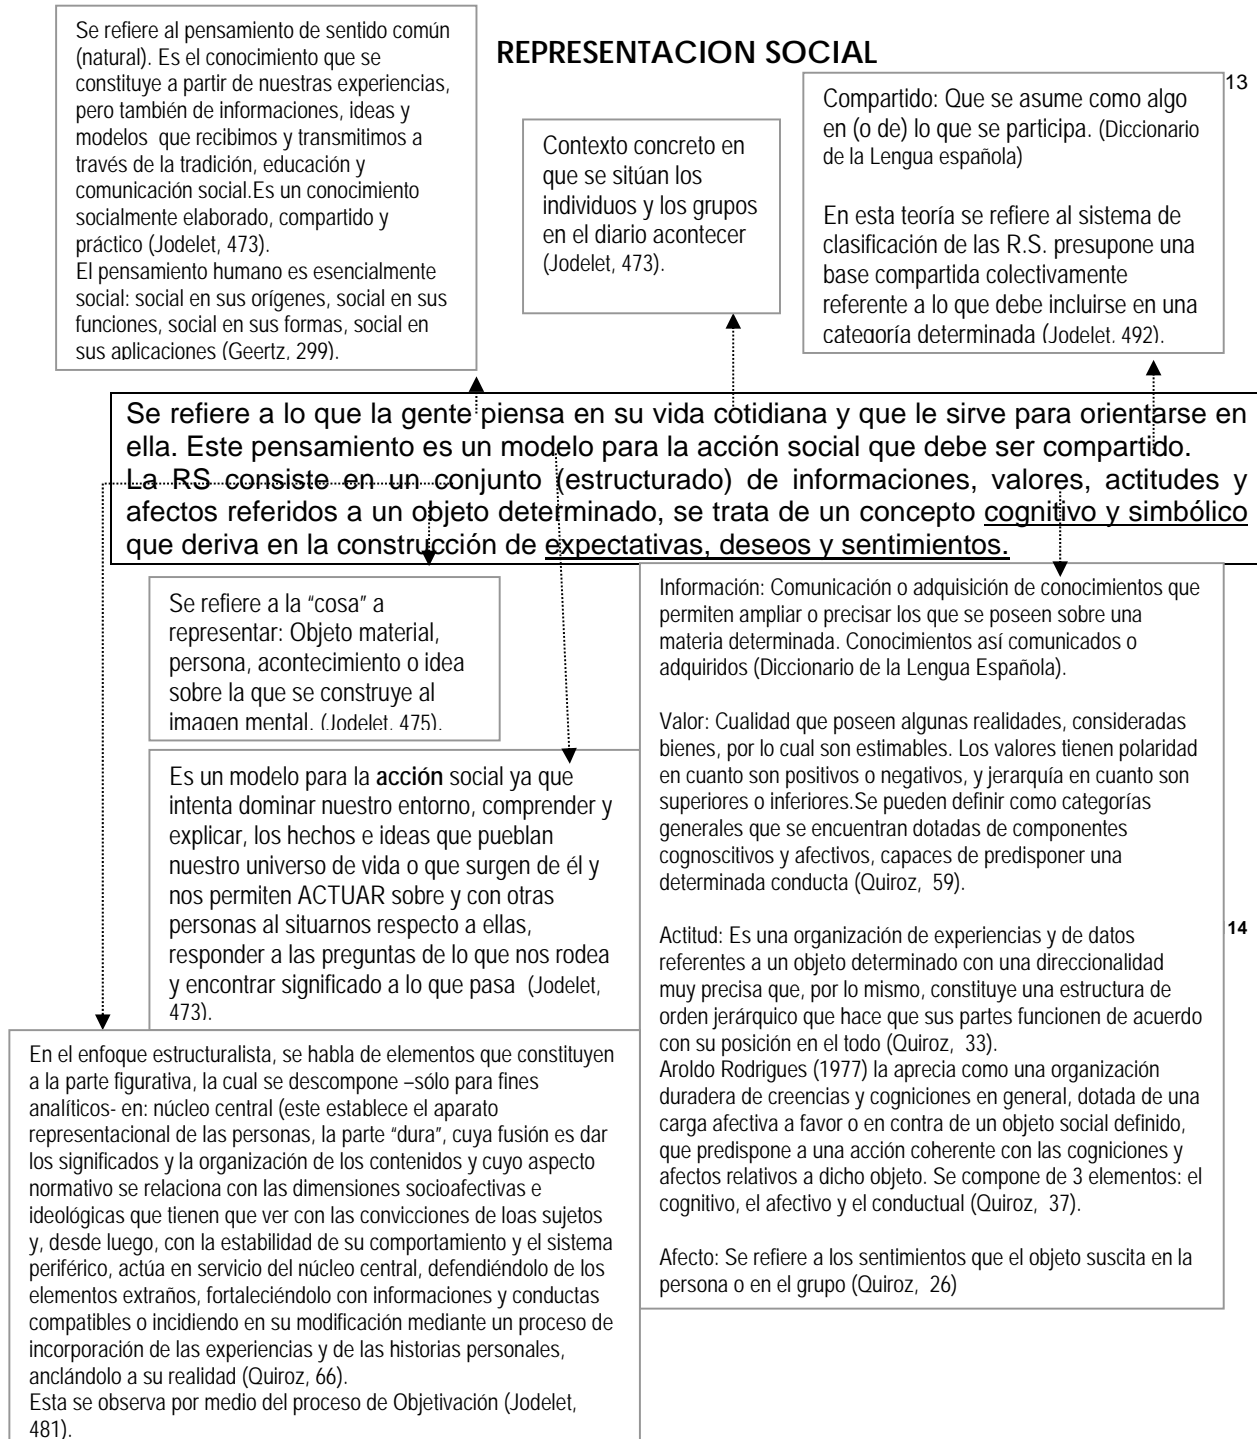 REPRESENTACION SOCIAL
Se refiere al pensamiento de sentido común
(natural). Es el conocimiento que se
constituye a partir de nuestras experiencias,
pero también de informaciones, ideas y
modelos que recibimos y transmitimos a
través de la tradición, educación y
comunicación social.Es un conocimiento
socialmente elaborado, compartido y
práctico (Jodelet, 473).
El pensamiento humano es esencialmente
social: social en sus orígenes, social en sus
funciones, social en sus formas, social en
sus aplicaciones (Geertz, 299).
Contexto concreto en
que se sitúan los
individuos y los grupos
en el diario acontecer
(Jodelet, 473).
13
Compartido: Que se asume como algo
en (o de) lo que se participa. (Diccionario
de la Lengua española)
En esta teoría se refiere al sistema de
clasificación de las R.S. presupone una
base compartida colectivamente
referente a lo que debe incluirse en una
categoría determinada (Jodelet, 492).
Se refiere a lo que la gente piensa en su vida cotidiana y que le sirve para orientarse en
ella. Este pensamiento es un modelo para la acción social que debe ser compartido.
La RS consiste en un conjunto (estructurado) de informaciones, valores, actitudes y
afectos referidos a un objeto determinado, se trata de un concepto cognitivo y simbólico
que deriva en la construcción de expectativas, deseos y sentimientos.
Se refiere a la “cosa” a
representar: Objeto material,
persona, acontecimiento o idea
sobre la que se construye al
imagen mental. (Jodelet, 475).
Es un modelo para la acción social ya que
intenta dominar nuestro entorno, comprender y
explicar, los hechos e ideas que pueblan
nuestro universo de vida o que surgen de él y
nos permiten ACTUAR sobre y con otras
personas al situarnos respecto a ellas,
responder a las preguntas de lo que nos rodea
y encontrar significado a lo que pasa (Jodelet,
473).
Información: Comunicación o adquisición de conocimientos que
permiten ampliar o precisar los que se poseen sobre una
materia determinada. Conocimientos así comunicados o
adquiridos (Diccionario de la Lengua Española).
Valor: Cualidad que poseen algunas realidades, consideradas
bienes, por lo cual son estimables. Los valores tienen polaridad
en cuanto son positivos o negativos, y jerarquía en cuanto son
superiores o inferiores.Se pueden definir como categorías
generales que se encuentran dotadas de componentes
cognoscitivos y afectivos, capaces de predisponer una
determinada conducta (Quiroz, 59).
Actitud: Es una organización de experiencias y de datos
referentes a un objeto determinado con una direccionalidad
muy precisa que, por lo mismo, constituye una estructura de
orden jerárquico que hace que sus partes funcionen de acuerdo
con su posición en el todo (Quiroz, 33).
Aroldo Rodrigues (1977) la aprecia como una organización
duradera de creencias y cogniciones en general, dotada de una
carga afectiva a favor o en contra de un objeto social definido,
que predispone a una acción coherente con las cogniciones y
afectos relativos a dicho objeto. Se compone de 3 elementos: el
cognitivo, el afectivo y el conductual (Quiroz, 37).
Afecto: Se refiere a los sentimientos que el objeto suscita en la
persona o en el grupo (Quiroz, 26)
14
En el enfoque estructuralista, se habla de elementos que constituyen
a la parte figurativa, la cual se descompone –sólo para fines
analíticos- en: núcleo central (este establece el aparato
representacional de las personas, la parte “dura”, cuya fusión es dar
los significados y la organización de los contenidos y cuyo aspecto
normativo se relaciona con las dimensiones socioafectivas e
ideológicas que tienen que ver con las convicciones de loas sujetos
y, desde luego, con la estabilidad de su comportamiento y el sistema
periférico, actúa en servicio del núcleo central, defendiéndolo de los
elementos extraños, fortaleciéndolo con informaciones y conductas
compatibles o incidiendo en su modificación mediante un proceso de
incorporación de las experiencias y de las historias personales,
anclándolo a su realidad (Quiroz, 66).
Esta se observa por medio del proceso de Objetivación (Jodelet,
481).